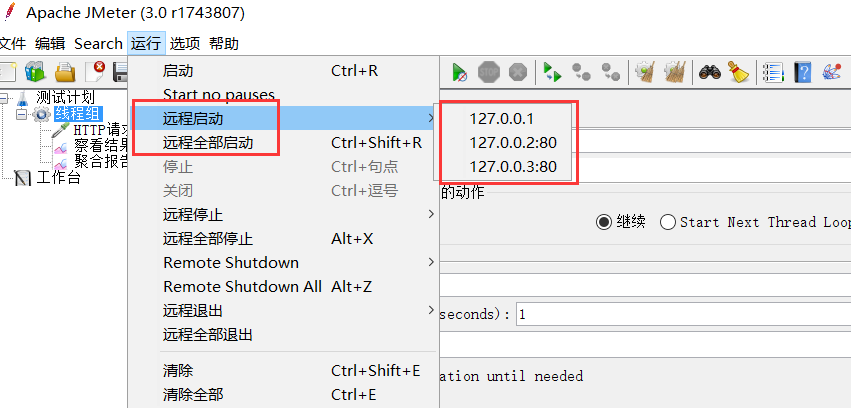 Apache JMeter (3.0 r1743807)
文件 编辑 Search 运行 选项 帮助
启动 Ctrl+R
Start no pauses
远程启动
远程全部启动 Ctrl+Shift+R
停止 Ctrl+句点
关闭 Ctrl+逗号
远程停止
远程全部停止 Alt+X
Remote Shutdown
Remote Shutdown All Alt+Z
远程退出
远程全部退出
清除 Ctrl+Shift+E
清除全部 Ctrl+E
127.0.0.1
127.0.0.2:80
127.0.0.3:80
测试计划
线程组
HTTP请求
察看结果
聚合报告
工作台
的动作
继续 Start Next Thread Loop
seconds): 1
ation until needed